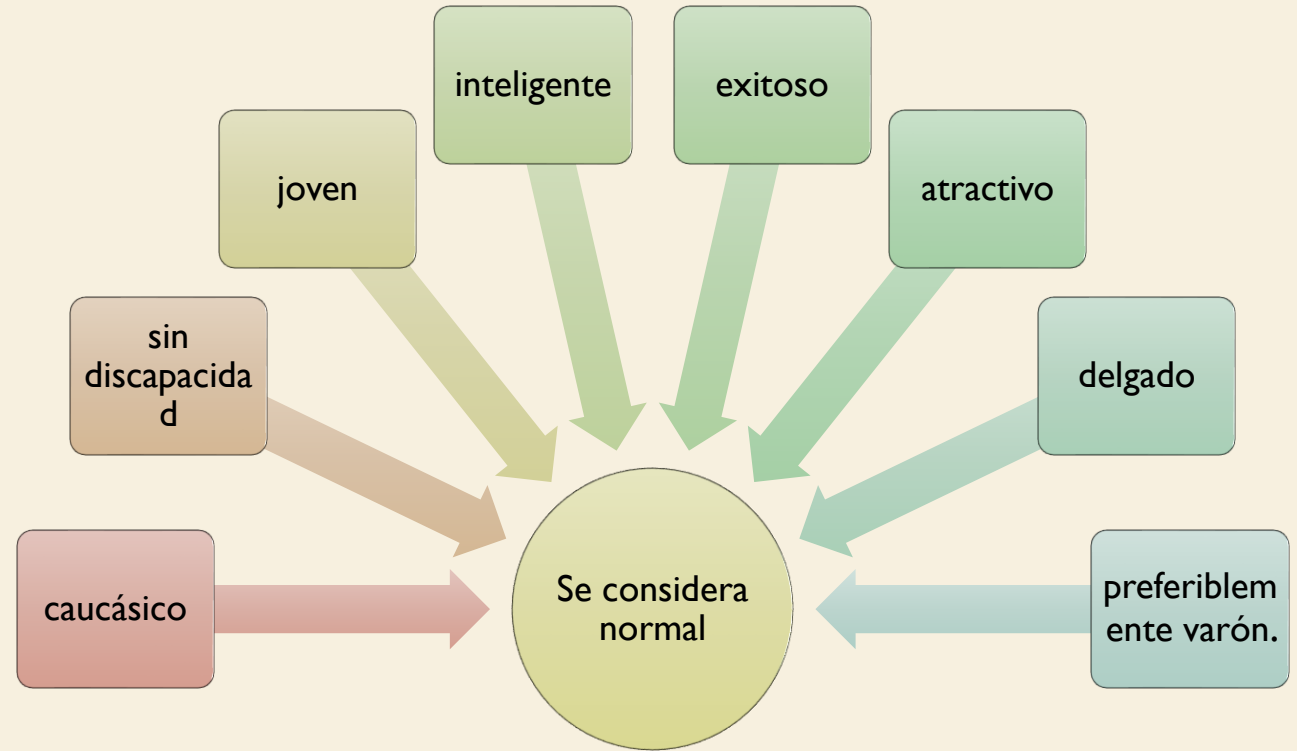 caucásico
sin
discapacida
d
joven
inteligente
exitoso
atractivo
delgado
preferiblem
ente varón.
Se considera
normal